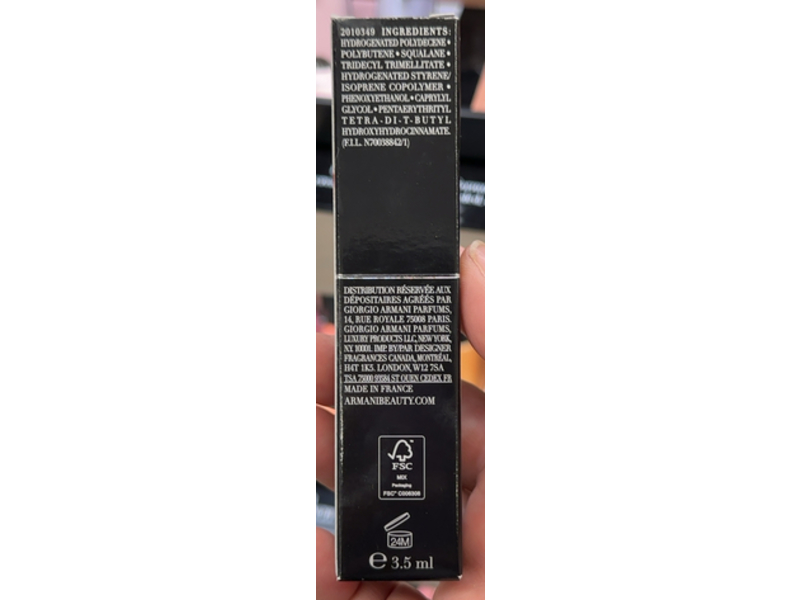 2010349 INGREDIENTS:
HYDROGENATED POLYDECENE •
POLYBUTENE • SQUALANE •
TRIDECYL TRIMELLITATE •
HYDROGENATED STYRENE/
ISOPRENE COPOLYMER •
PHENOXYETHANOL • CAPRYLYL
GLYCOL • PENTAERYTHRITYL
TETRA-DI-T-BUTYL
HYDROXYHYDROCINNAMATE.
(F.I.L. N70038842/1)
DISTRIBUTION RÉSERVÉE AUX
DÉPOSITAIRES AGRÉÉS PAR
GIORGIO ARMANI PARFUMS,
14, RUE ROYALE 75008 PARIS.
GIORGIO ARMANI PARFUMS,
LUXURY PRODUCTS LLC, NEW YORK,
NY 10001. IMP. BY/PAR DESIGNER
FRAGRANCES CANADA, MONTRÉAL,
H4T 1K5. LONDON, W12 7SA
TSA 75000 93584 ST OUEN CEDEX FR
MADE IN FRANCE
ARMANIBEAUTY.COM
FSC
MIX
Packaging
FSC® C006308
24M
e 3.5 ml